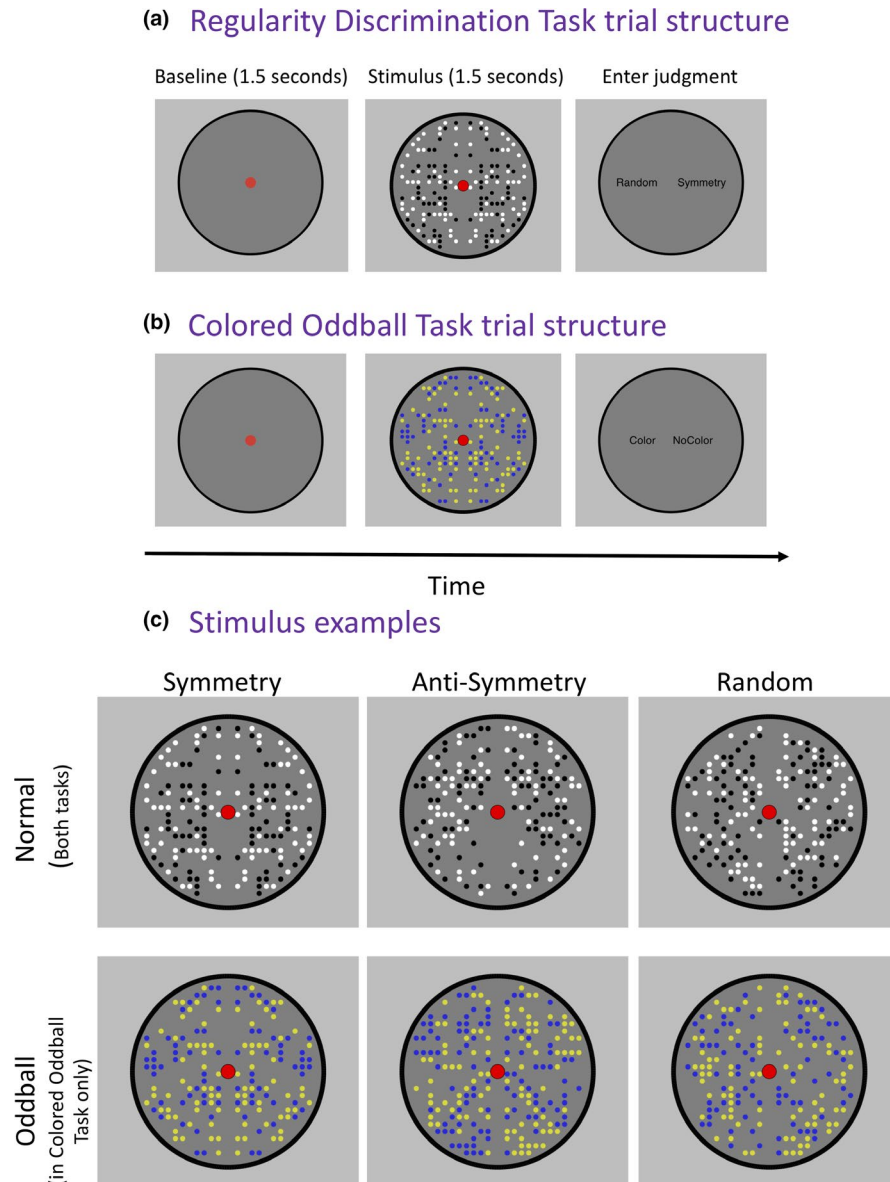 (a) Regularity Discrimination Task trial structure
Baseline (1.5 seconds) Stimulus (1.5 seconds) Enter judgment
Random Symmetry
(b) Colored Oddball Task trial structure
Color NoColor
Time
(c) Stimulus examples
Symmetry Anti-Symmetry Random
Normal
(Both tasks)
Oddball
(in Colored Oddball
Task only)